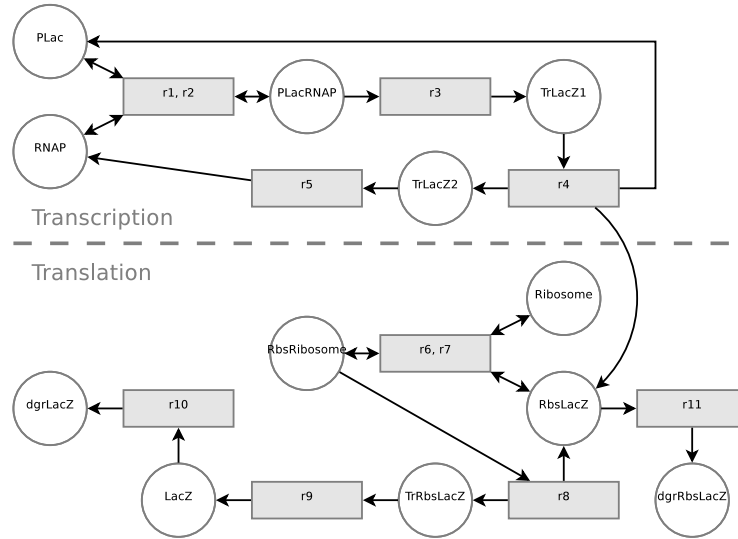 PLac
r1, r2
PLacRNAP
r3
TrLacZ1
RNAP
r5
TrLacZ2
r4
Transcription
Translation
Ribosome
RbsRibosome
r6, r7
dgrLacZ
r10
RbsLacZ
r11
LacZ
r9
TrRbsLacZ
r8
dgrRbsLacZ